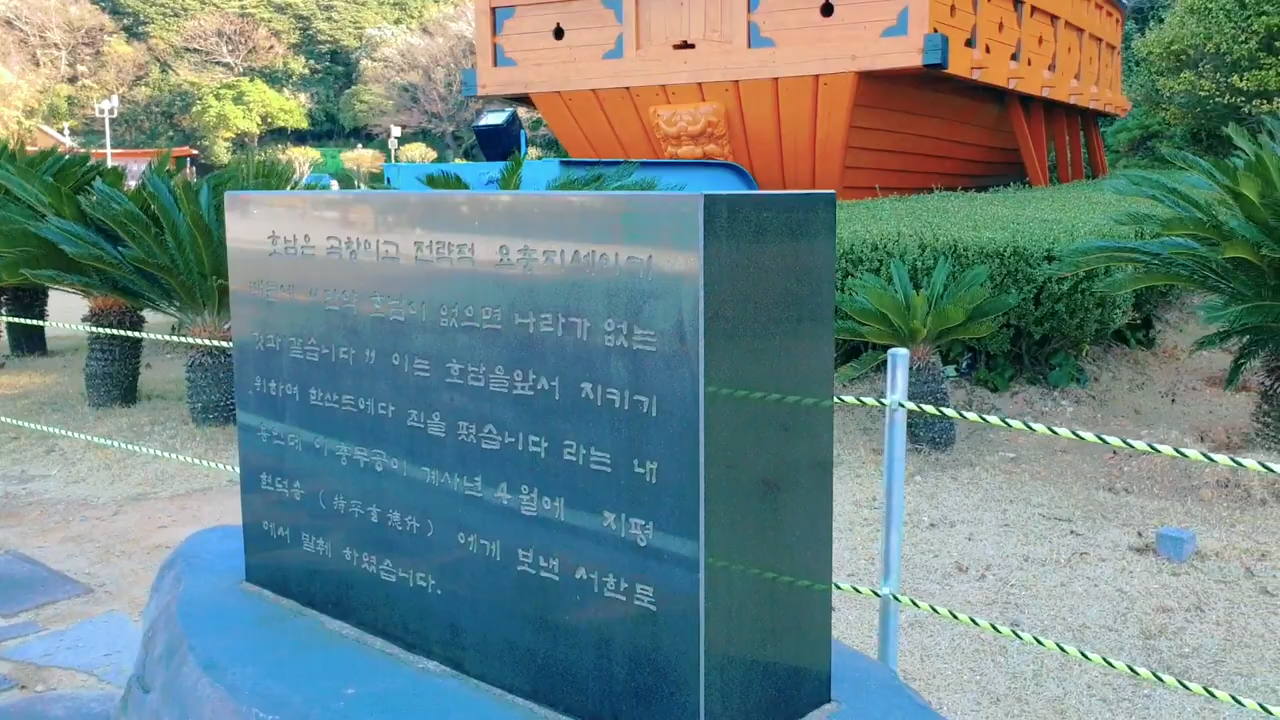 호남은 곡창이고 전략적 요충지세이기
때문에 "만약 호남이 없으면 나라가 없는
것과 같습니다" 이는 호남을앞서 지키기
위하여 한산도에다 진을 폈습니다 라는 내
용인데 이충무공이 계사년 4월에 지평
현덕승 (持平玄德升) 에게 보낸 서한문
에서 발췌 하였습니다.